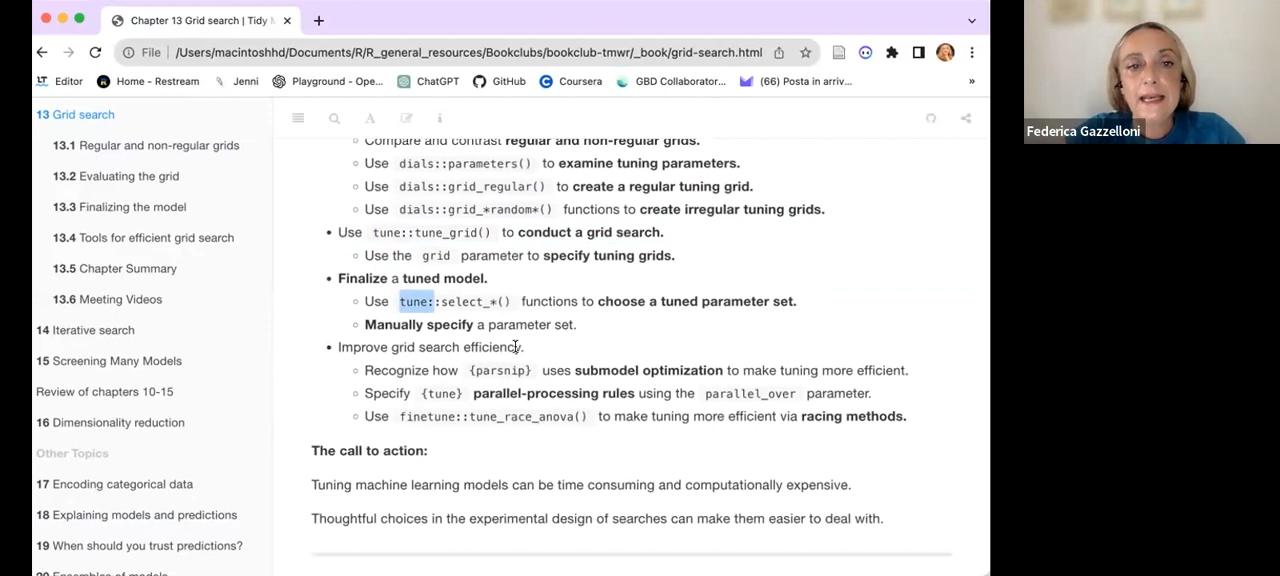 Chapter 13 Grid search | Tidy M
File /Users/macintoshhd/Documents/R/R_general_resources/Bookclubs/bookclub-tmwr/_book/grid-search.html
Editor Home - Restream Jenni Playground - Ope... ChatGPT GitHub Coursera GBD Collaborator... (66) Posta in arriv... »
13 Grid search
13.1 Regular and non-regular grids
13.2 Evaluating the grid
13.3 Finalizing the model
13.4 Tools for efficient grid search
13.5 Chapter Summary
13.6 Meeting Videos
14 Iterative search
15 Screening Many Models
Review of chapters 10-15
16 Dimensionality reduction
Other Topics
17 Encoding categorical data
18 Explaining models and predictions
19 When should you trust predictions?
20 Ensembles of models
Compare and contrast regular and non-regular grids.
Use dials::parameters() to examine tuning parameters.
Use dials::grid_regular() to create a regular tuning grid.
Use dials::grid_*random*() functions to create irregular tuning grids.
Use tune::tune_grid() to conduct a grid search.
Use the grid parameter to specify tuning grids.
Finalize a tuned model.
Use tune::select_*() functions to choose a tuned parameter set.
Manually specify a parameter set.
Improve grid search efficiency.
Recognize how {parsnip} uses submodel optimization to make tuning more efficient.
Specify {tune} parallel-processing rules using the parallel_over parameter.
Use finetune::tune_race_anova() to make tuning more efficient via racing methods.
The call to action:
Tuning machine learning models can be time consuming and computationally expensive.
Thoughtful choices in the experimental design of searches can make them easier to deal with.
Federica Gazzelloni